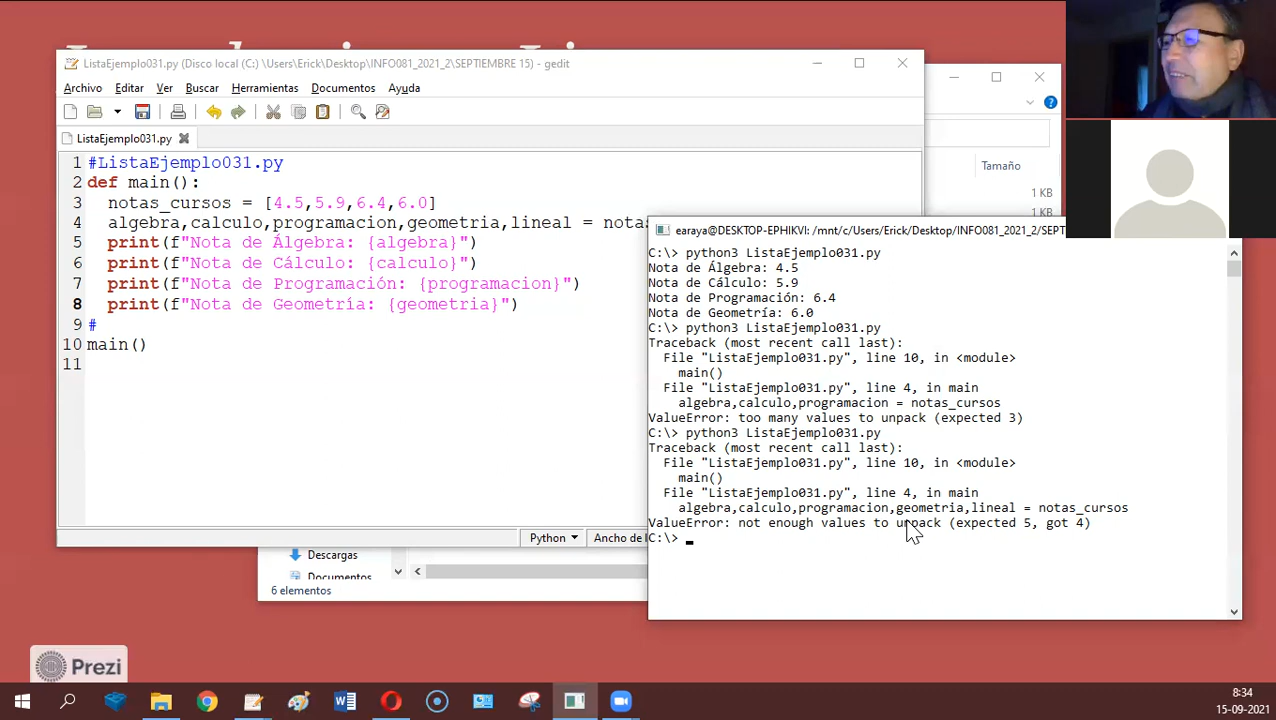 ListaEjemplo031.py (Disco local (C:) \Users\Erick\Desktop\INFO081_2021_2\SEPTIEMBRE 15) - gedit
Archivo Editar Ver Buscar Herramientas Documentos Ayuda
ListaEjemplo031.py
1 #ListaEjemplo031.py
2 def main():
3 notas_cursos = [4.5,5.9,6.4,6.0]
4 algebra,calculo,programacion,geometria,lineal = notas
5 print(f"Nota de Álgebra: {algebra}")
6 print(f"Nota de Cálculo: {calculo}")
7 print(f"Nota de Programación: {programacion}")
8 print(f"Nota de Geometría: {geometria}")
9 #
10 main()
11
Python
Ancho de l
Tamaño
1 KB
1 KB
earaya@DESKTOP-EPHIKVI: /mnt/c/Users/Erick/Desktop/INFO081_2021_2/SEPT
C:\> python3 ListaEjemplo031.py
Nota de Álgebra: 4.5
Nota de Cálculo: 5.9
Nota de Programación: 6.4
Nota de Geometría: 6.0
C:\> python3 ListaEjemplo031.py
Traceback (most recent call last):
File "ListaEjemplo031.py", line 10, in <module>
main()
File "ListaEjemplo031.py", line 4, in main
algebra,calculo,programacion = notas_cursos
ValueError: too many values to unpack (expected 3)
C:\> python3 ListaEjemplo031.py
Traceback (most recent call last):
File "ListaEjemplo031.py", line 10, in <module>
main()
File "ListaEjemplo031.py", line 4, in main
algebra,calculo,programacion,geometria,lineal = notas_cursos
ValueError: not enough values to unpack (expected 5, got 4)
C:\>
Descargas
Documentos
6 elementos
Prezi
8:34
15-09-2021